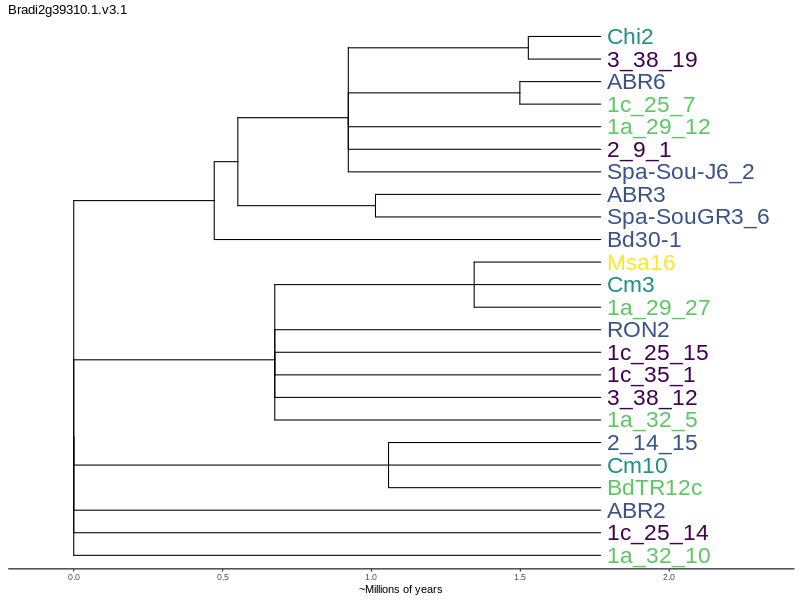 Bradi2g39310.1.v3.1
Chi2
3_38_19
ABR6
1c_25_7
1a_29_12
2_9_1
Spa-Sou-J6_2
ABR3
Spa-SouGR3_6
Bd30-1
Msa16
Cm3
1a_29_27
RON2
1c_25_15
1c_35_1
3_38_12
1a_32_5
2_14_15
Cm10
BdTR12c
ABR2
1c_25_14
1a_32_10
0.0 0.5 1.0 1.5 2.0
~Millions of years